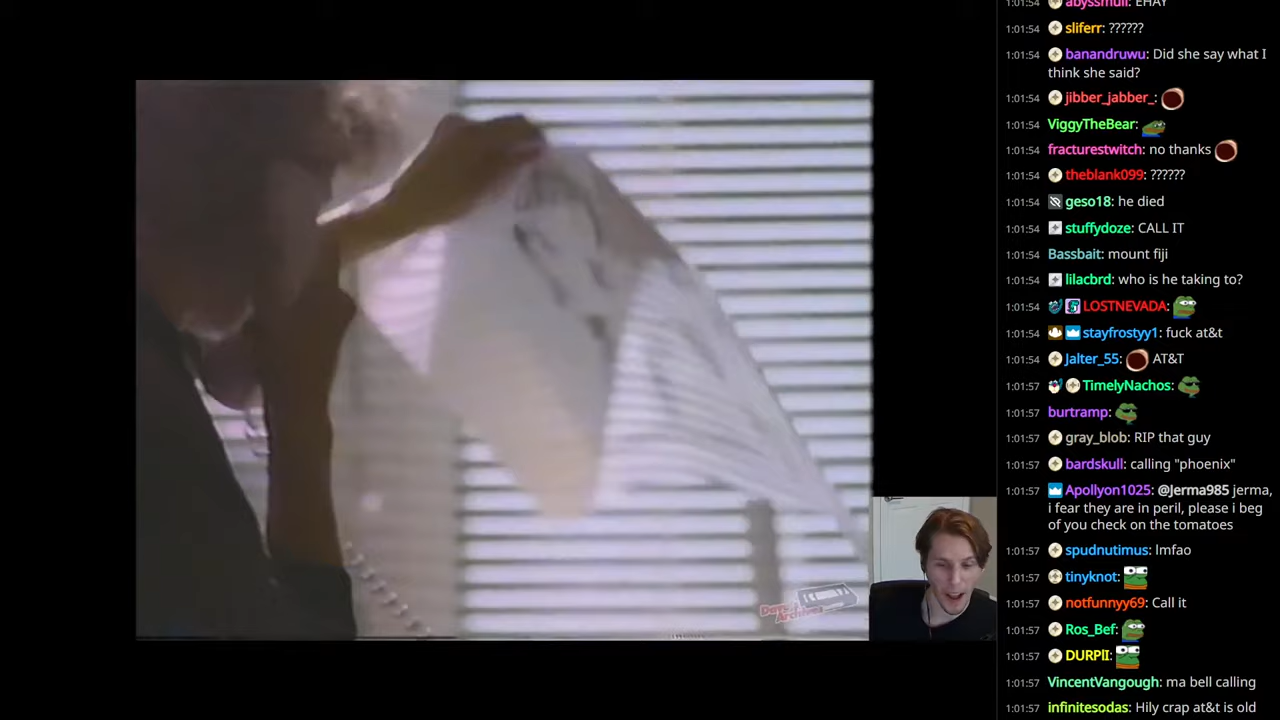 1:01:54 abyssmull: EHAY
1:01:54 sliferr: ??????
1:01:54 banandruwu: Did she say what I
think she said?
1:01:54 jibber_jabber_:
1:01:54 ViggyTheBear:
1:01:54 fracturestwitch: no thanks
1:01:54 theblank099: ??????
1:01:54 geso18: he died
1:01:54 stuffydoze: CALL IT
1:01:54 Bassbait: mount fiji
1:01:54 lilacbrd: who is he taking to?
1:01:54 LOSTNEVADA:
1:01:54 stayfrostyy1: fuck at&t
1:01:54 Jalter_55: AT&T
1:01:57 TimelyNachos:
1:01:57 burtramp:
1:01:57 gray_blob: RIP that guy
1:01:57 bardskull: calling "phoenix"
1:01:57 Apollyon1025: @Jerma985 jerma,
i fear they are in peril, please i beg
of you check on the tomatoes
1:01:57 spudnutimus: lmfao
1:01:57 tinyknot:
1:01:57 notfunnyy69: Call it
1:01:57 Ros_Bef:
1:01:57 DURPlI:
1:01:57 VincentVangough: ma bell calling
1:01:57 infinitesodas: Hily crap at&t is old